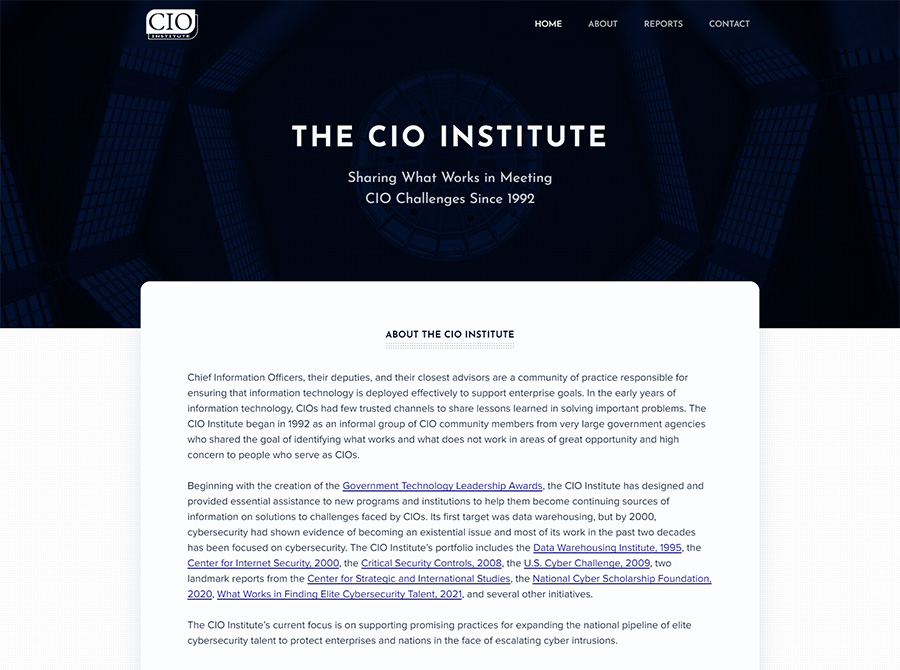 CIO
INSTITUTE
HOME ABOUT REPORTS CONTACT
THE CIO INSTITUTE
Sharing What Works in Meeting
CIO Challenges Since 1992
ABOUT THE CIO INSTITUTE
Chief Information Officers, their deputies, and their closest advisors are a community of practice responsible for
ensuring that information technology is deployed effectively to support enterprise goals. In the early years of
information technology, CIOs had few trusted channels to share lessons learned in solving important problems. The
CIO Institute began in 1992 as an informal group of CIO community members from very large government agencies
who shared the goal of identifying what works and what does not work in areas of great opportunity and high
concern to people who serve as CIOs.
Beginning with the creation of the Government Technology Leadership Awards, the CIO Institute has designed and
provided essential assistance to new programs and institutions to help them become continuing sources of
information on solutions to challenges faced by CIOs. Its first target was data warehousing, but by 2000,
cybersecurity had shown evidence of becoming an existential issue and most of its work in the past two decades
has been focused on cybersecurity. The CIO Institute's portfolio includes the Data Warehousing Institute, 1995, the
Center for Internet Security, 2000, the Critical Security Controls, 2008, the U.S. Cyber Challenge, 2009, two
landmark reports from the Center for Strategic and International Studies, the National Cyber Scholarship Foundation,
2020, What Works in Finding Elite Cybersecurity Talent, 2021, and several other initiatives.
The CIO Institute's current focus is on supporting promising practices for expanding the national pipeline of elite
cybersecurity talent to protect enterprises and nations in the face of escalating cyber intrusions.